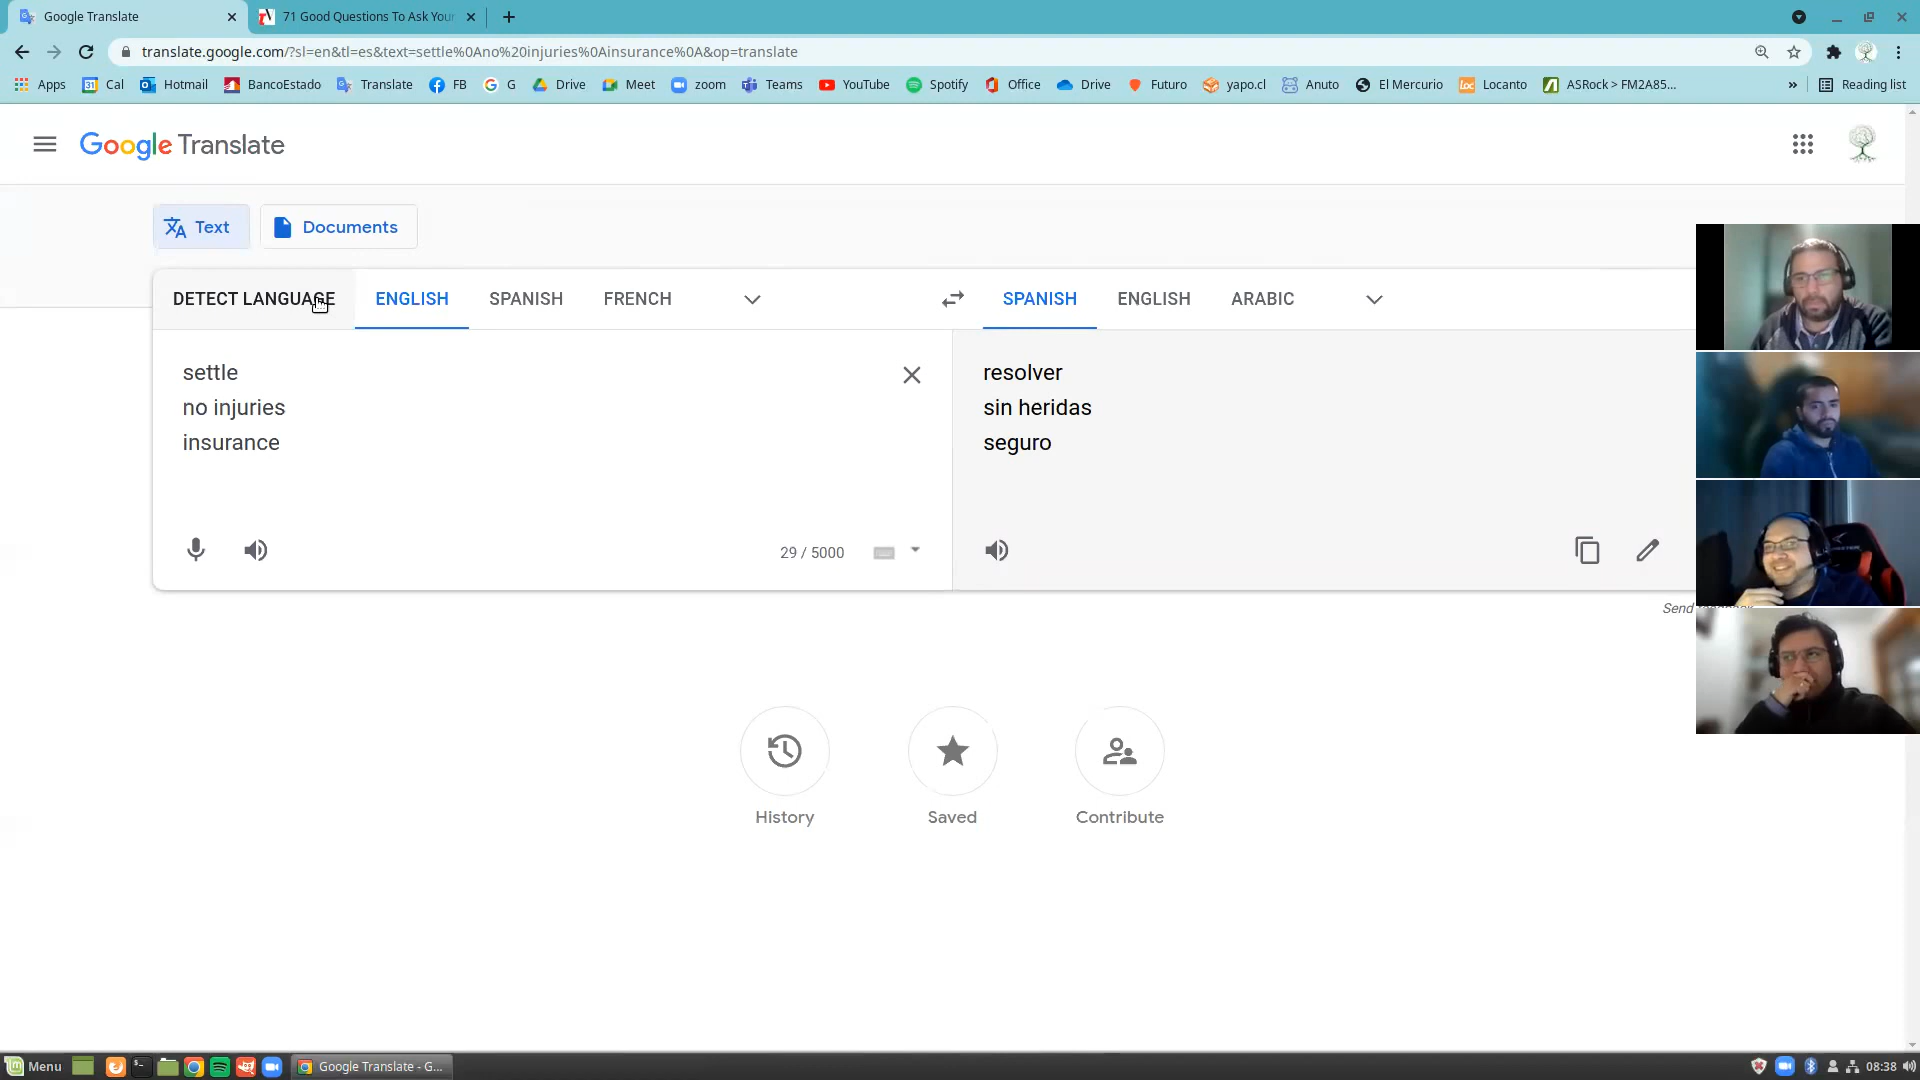 Google Translate
71 Good Questions To Ask Your
translate.google.com/?sl=en&tl=es&text=settle%0Ano%20injuries%0Ainsurance%0A&op=translate
Apps
Cal
Hotmail
BancoEstado
Translate
FB
G
Drive
Meet
zoom
Teams
YouTube
Spotify
Office
Drive
Futuro
yapo.cl
Anuto
El Mercurio
Locanto
ASRock > FM2A85...
»
Reading list
Google Translate
Text
Documents
DETECT LANGUAGE
ENGLISH
SPANISH
FRENCH
SPANISH
ENGLISH
ARABIC
settle
no injuries
insurance
29 / 5000
resolver
sin heridas
seguro
Send
History
Saved
Contribute
Menu
Google Translate - G...
08:38